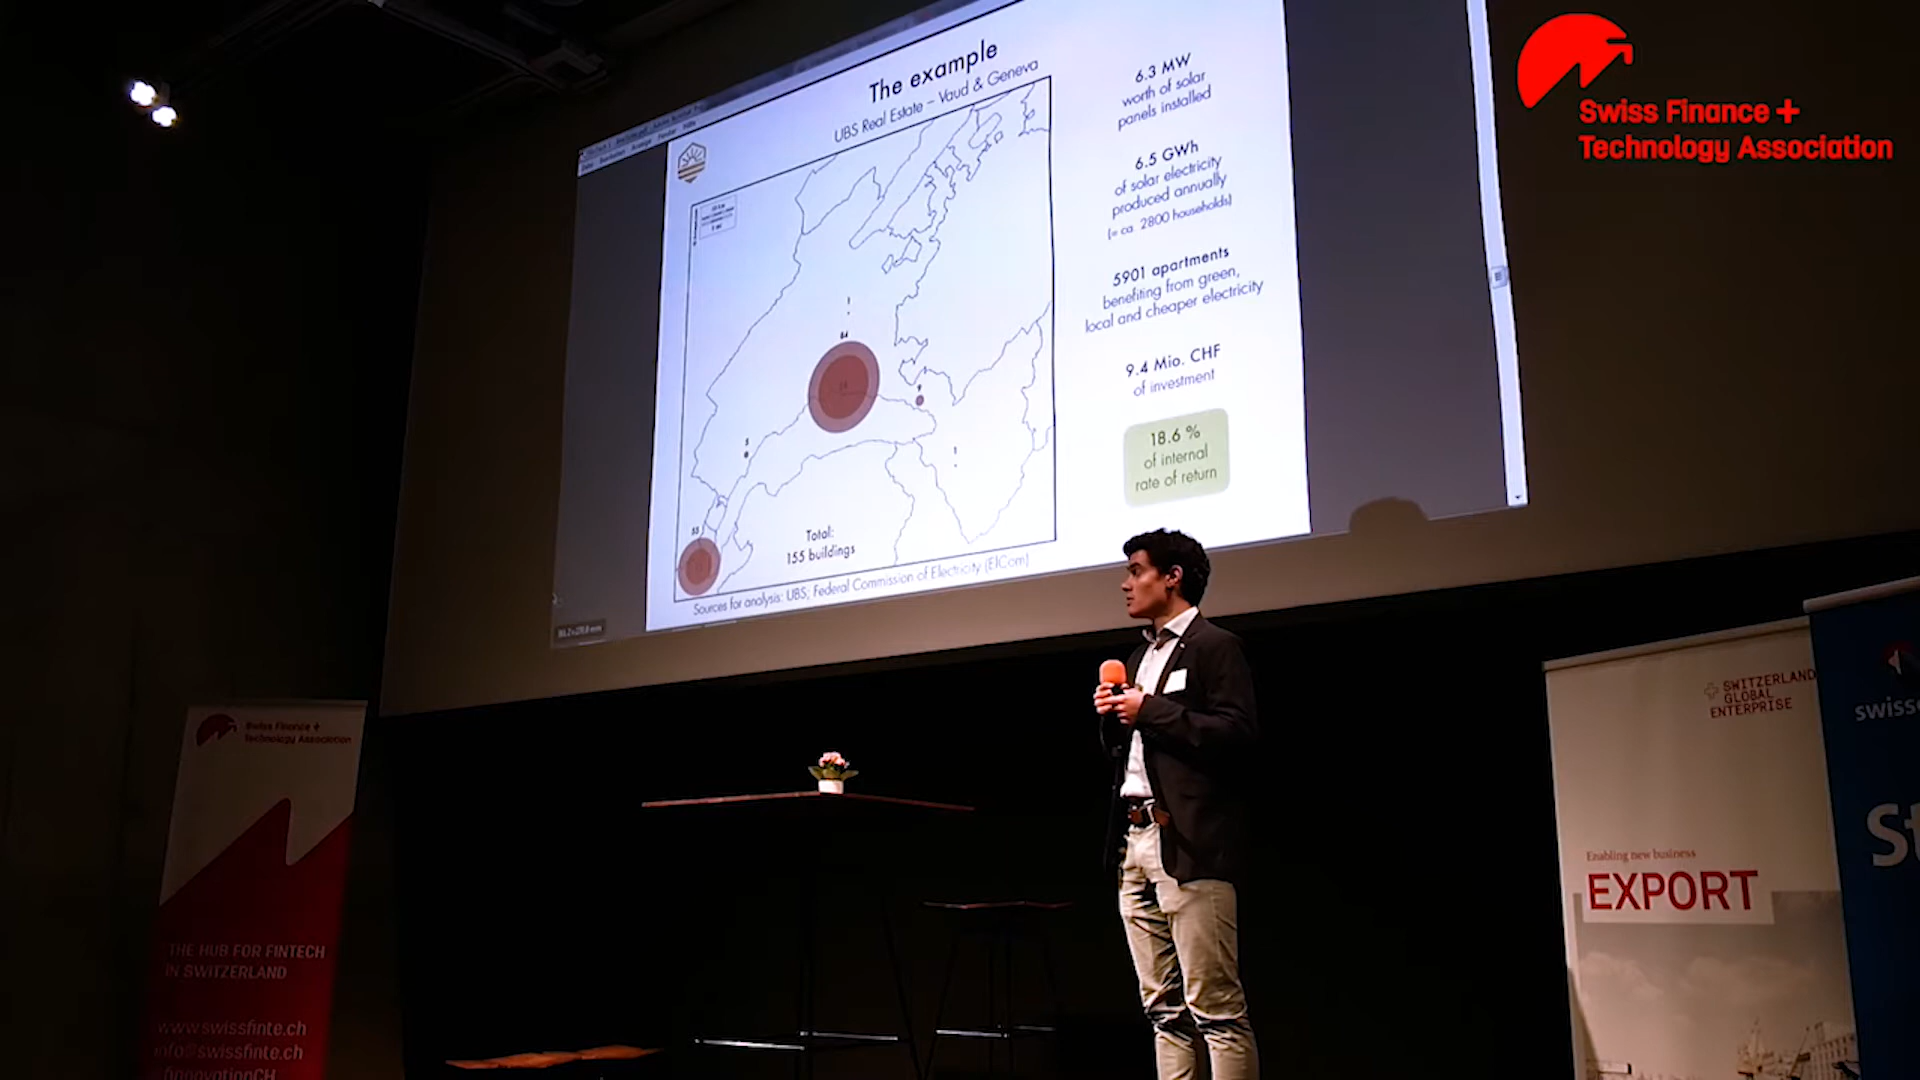 The example
UBS Real Estate – Vaud & Geneva
6.3 MW
worth of solar
panels installed
6.5 GWh
of solar electricity
produced annually
(= ca. 2800 households)
5901 apartments
benefiting from green,
local and cheaper electricity
9.4 Mio. CHF
of investment
18.6 %
of internal
rate of return
1
84
9
5
1
55
Total:
155 buildings
Sources for analysis: UBS; Federal Commission of Electricity (ElCom)
Swiss Finance +
Technology Association
Swiss Finance +
Technology Association
THE HUB FOR FINTECH
IN SWITZERLAND
www.swissfinte.ch
info@swissfinte.ch
SWITZERLAND
GLOBAL
ENTERPRISE
Enabling new business
EXPORT